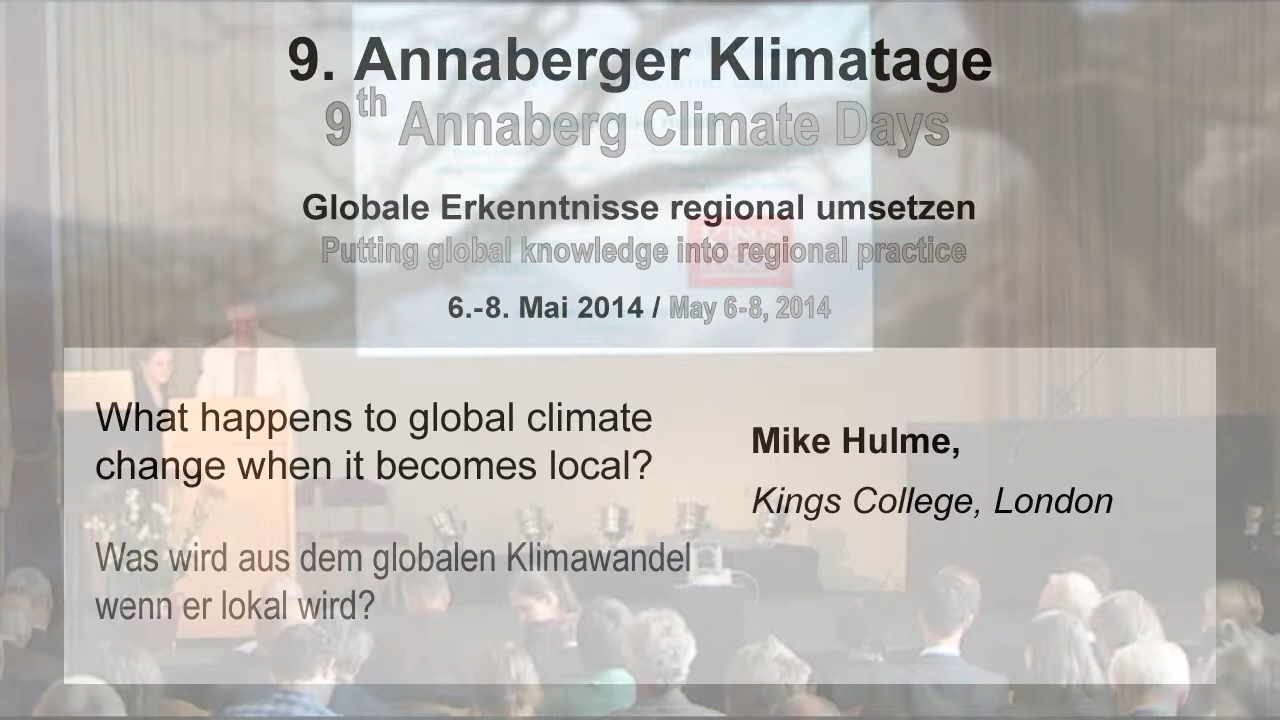 9. Annaberger Klimatage
9th Annaberg Climate Days
Globale Erkenntnisse regional umsetzen
Putting global knowledge into regional practice
6.-8. Mai 2014 / May 6-8, 2014
What happens to global climate
change when it becomes local?
Was wird aus dem globalen Klimawandel
wenn er lokal wird?
Mike Hulme,
Kings College, London